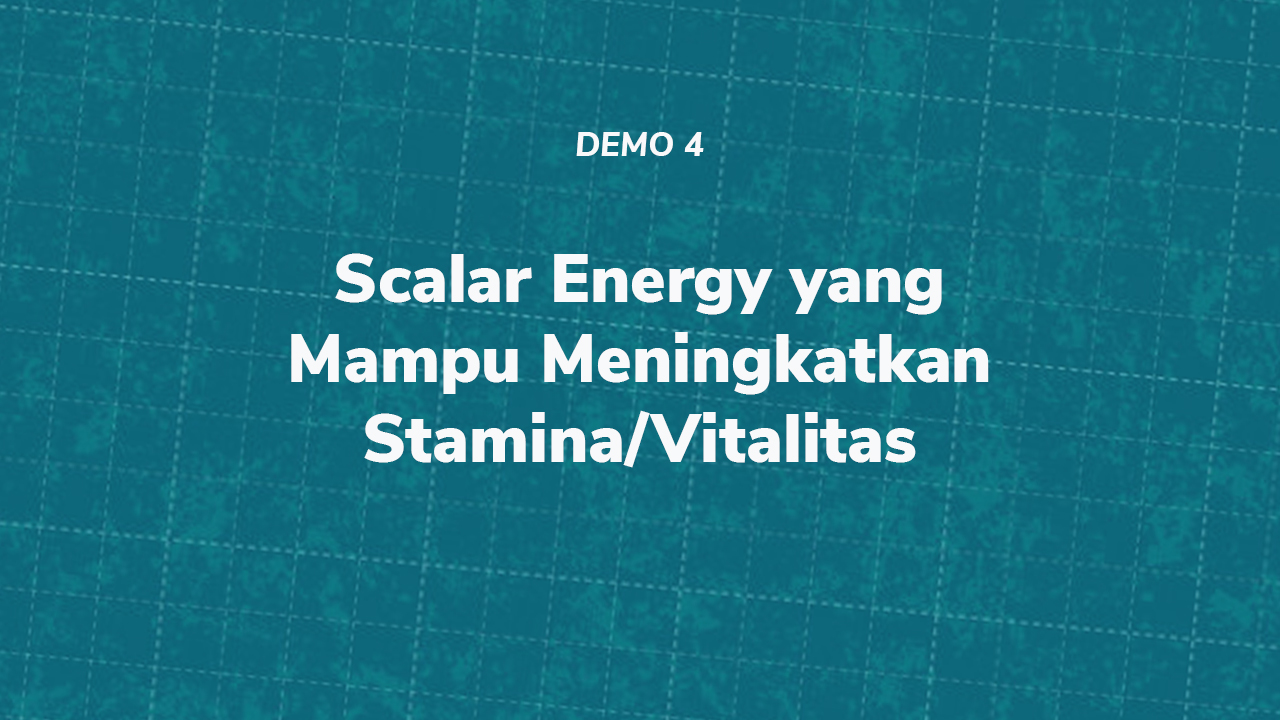 DEMO 4
Scalar Energy yang
Mampu Meningkatkan
Stamina/Vitalitas